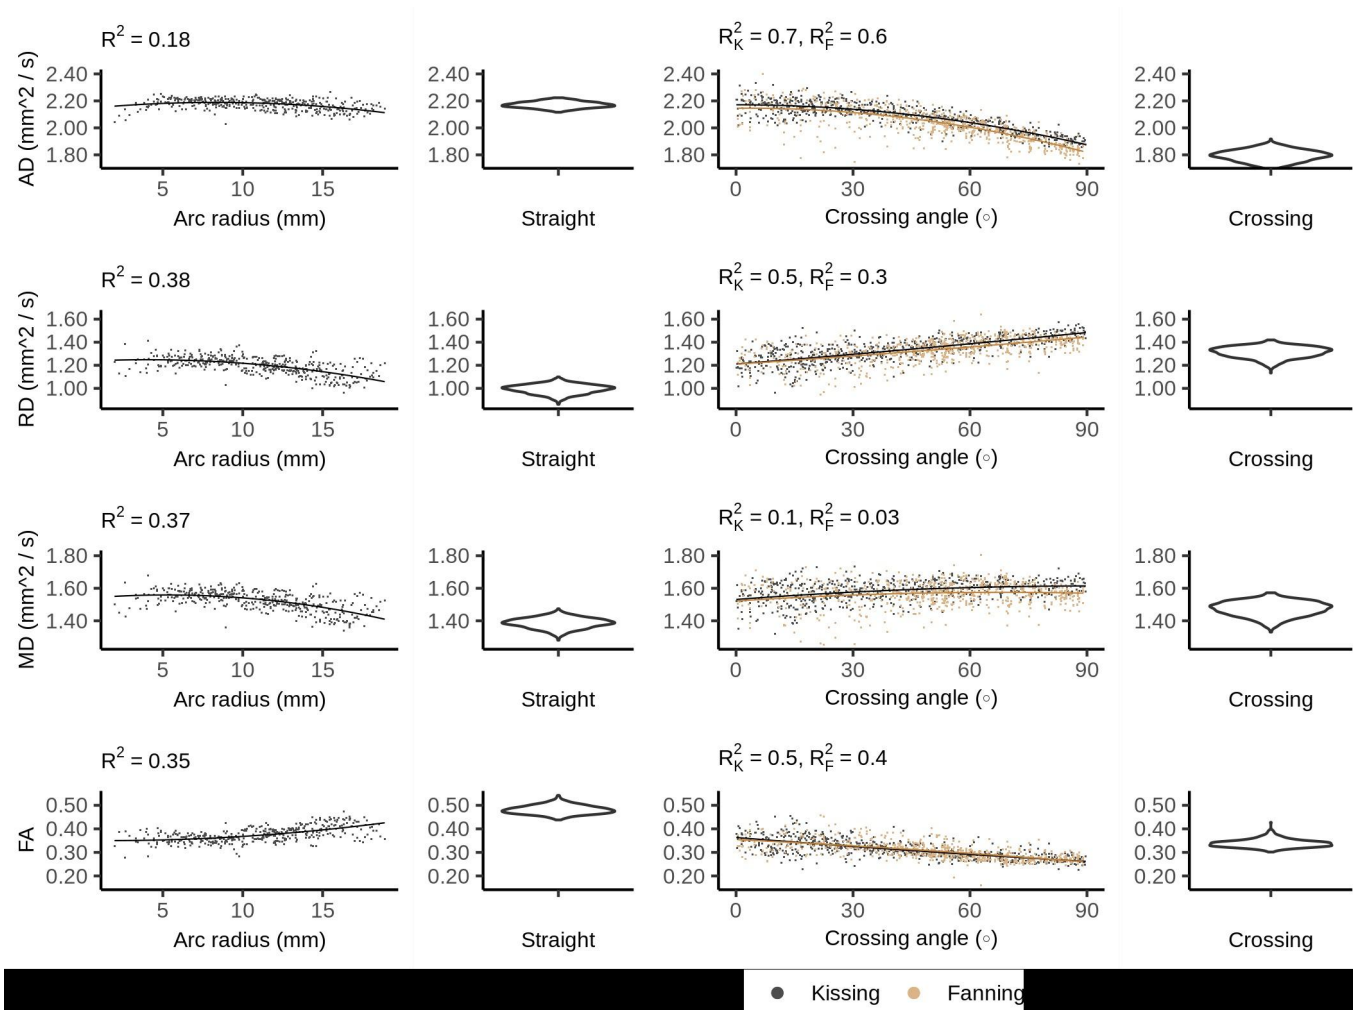 R² = 0.18
AD (mm^2 / s)
2.40
2.20
2.00
1.80
5 10 15
Arc radius (mm)
2.40
2.20
2.00
1.80
Straight
R²K = 0.7, R²F = 0.6
2.40
2.20
2.00
1.80
0 30 60 90
Crossing angle (○)
2.40
2.20
2.00
1.80
Crossing
R² = 0.38
RD (mm^2 / s)
1.60
1.40
1.20
1.00
5 10 15
Arc radius (mm)
1.60
1.40
1.20
1.00
Straight
R²K = 0.5, R²F = 0.3
1.60
1.40
1.20
1.00
0 30 60 90
Crossing angle (○)
1.60
1.40
1.20
1.00
Crossing
R² = 0.37
MD (mm^2 / s)
1.80
1.60
1.40
5 10 15
Arc radius (mm)
1.80
1.60
1.40
Straight
R²K = 0.1, R²F = 0.03
1.80
1.60
1.40
0 30 60 90
Crossing angle (○)
1.80
1.60
1.40
Crossing
R² = 0.35
FA
0.50
0.40
0.30
0.20
5 10 15
Arc radius (mm)
0.50
0.40
0.30
0.20
Straight
R²K = 0.5, R²F = 0.4
0.50
0.40
0.30
0.20
0 30 60 90
Crossing angle (○)
0.50
0.40
0.30
0.20
Crossing
Kissing Fanning